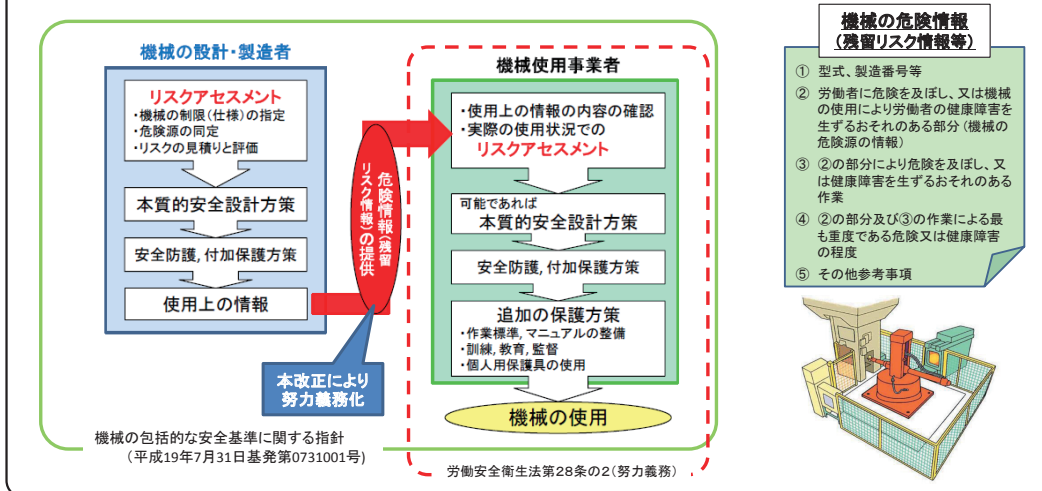 機械の設計・製造者
リスクアセスメント
・機械の制限(仕様)の指定
・危険源の同定
・リスクの見積りと評価
本質的安全設計方策
安全防護,付加保護方策
使用上の情報
危険情報(残留
リスク情報)の提供
本改正により
努力義務化
機械使用事業者
・使用上の情報の内容の確認
・実際の使用状況での
リスクアセスメント
可能であれば
本質的安全設計方策
安全防護,付加保護方策
追加の保護方策
・作業標準,マニュアルの整備
・訓練,教育,監督
・個人用保護具の使用
機械の使用
機械の包括的な安全基準に関する指針
(平成19年7月31日基発第0731001号)
労働安全衛生法第28条の2(努力義務)
機械の危険情報
(残留リスク情報等)
① 型式、製造番号等
② 労働者に危険を及ぼし、又は機械
の使用により労働者の健康障害を
生ずるおそれのある部分(機械の
危険源の情報)
③ ②の部分により危険を及ぼし、又
は健康障害を生ずるおそれのある
作業
④ ②の部分及び③の作業による最
も重度である危険又は健康障害
の程度
⑤ その他参考事項